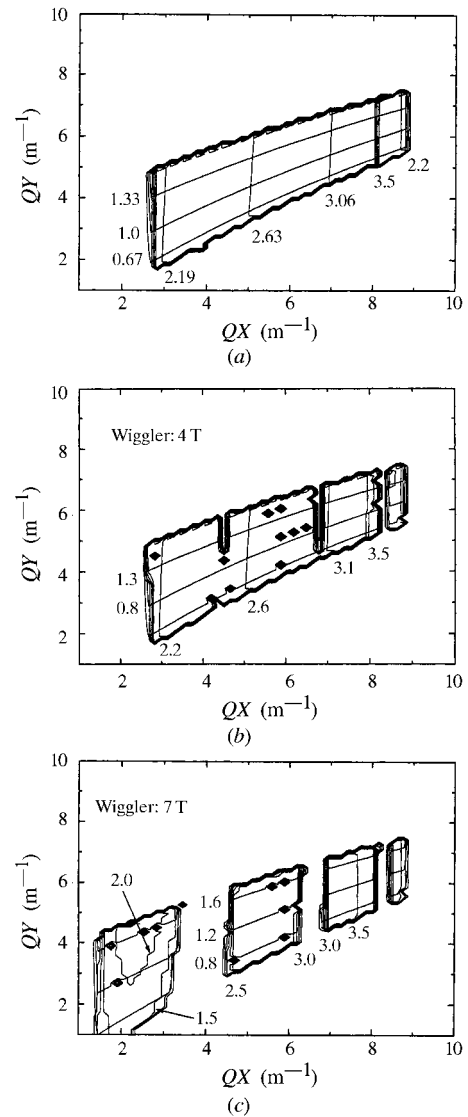 10
8
6
4
2
QY (m—1)
1.33
1.0
0.67
2.19
2.63
3.06
3.5
2.2
2 4 6 8 10
QX (m—1)
(a)
10
8
6
4
2
QY (m—1)
Wiggler: 4 T
1.3
0.8
2.2
2.6
3.1
3.5
2 4 6 8 10
QX (m—1)
(b)
10
8
6
4
2
QY (m—1)
Wiggler: 7 T
2.0
1.5
1.6
1.2
0.8
2.5
3.0
3.0
3.5
2 4 6 8 10
QX (m—1)
(c)